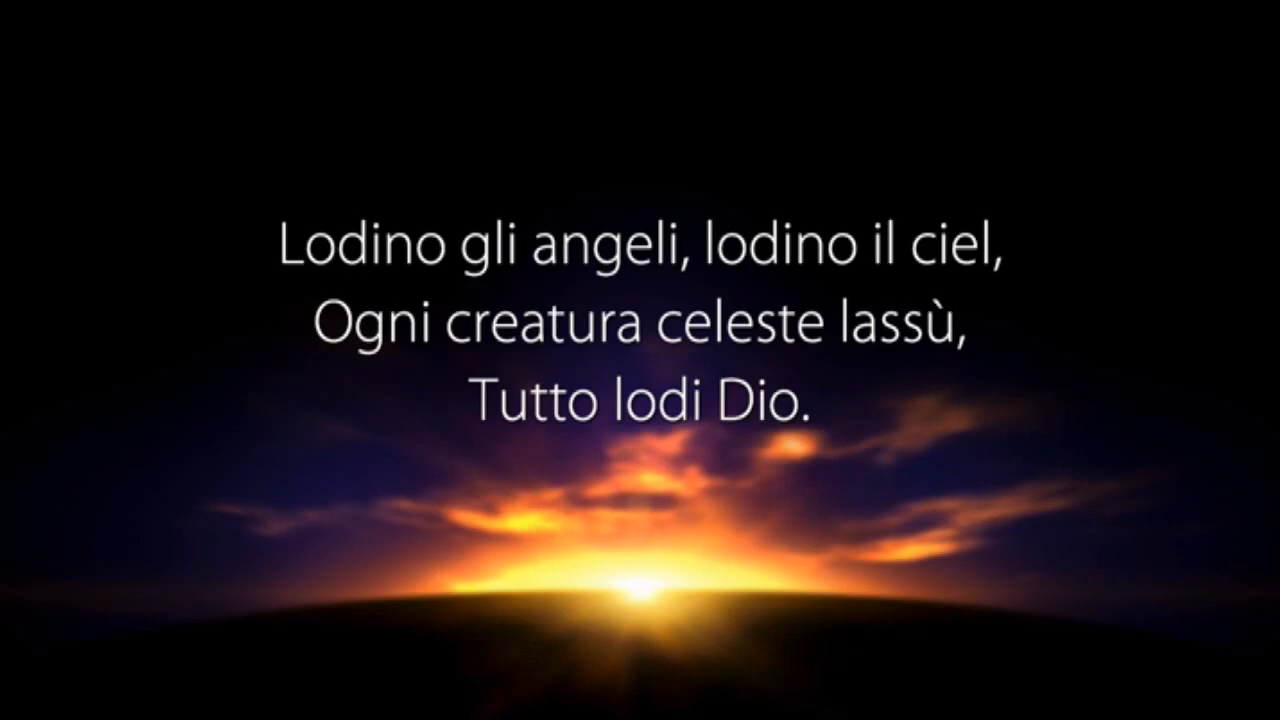 Lodino gli angeli, lodino il ciel,
Ogni creatura celeste lassù,
Tutto lodi Dio.